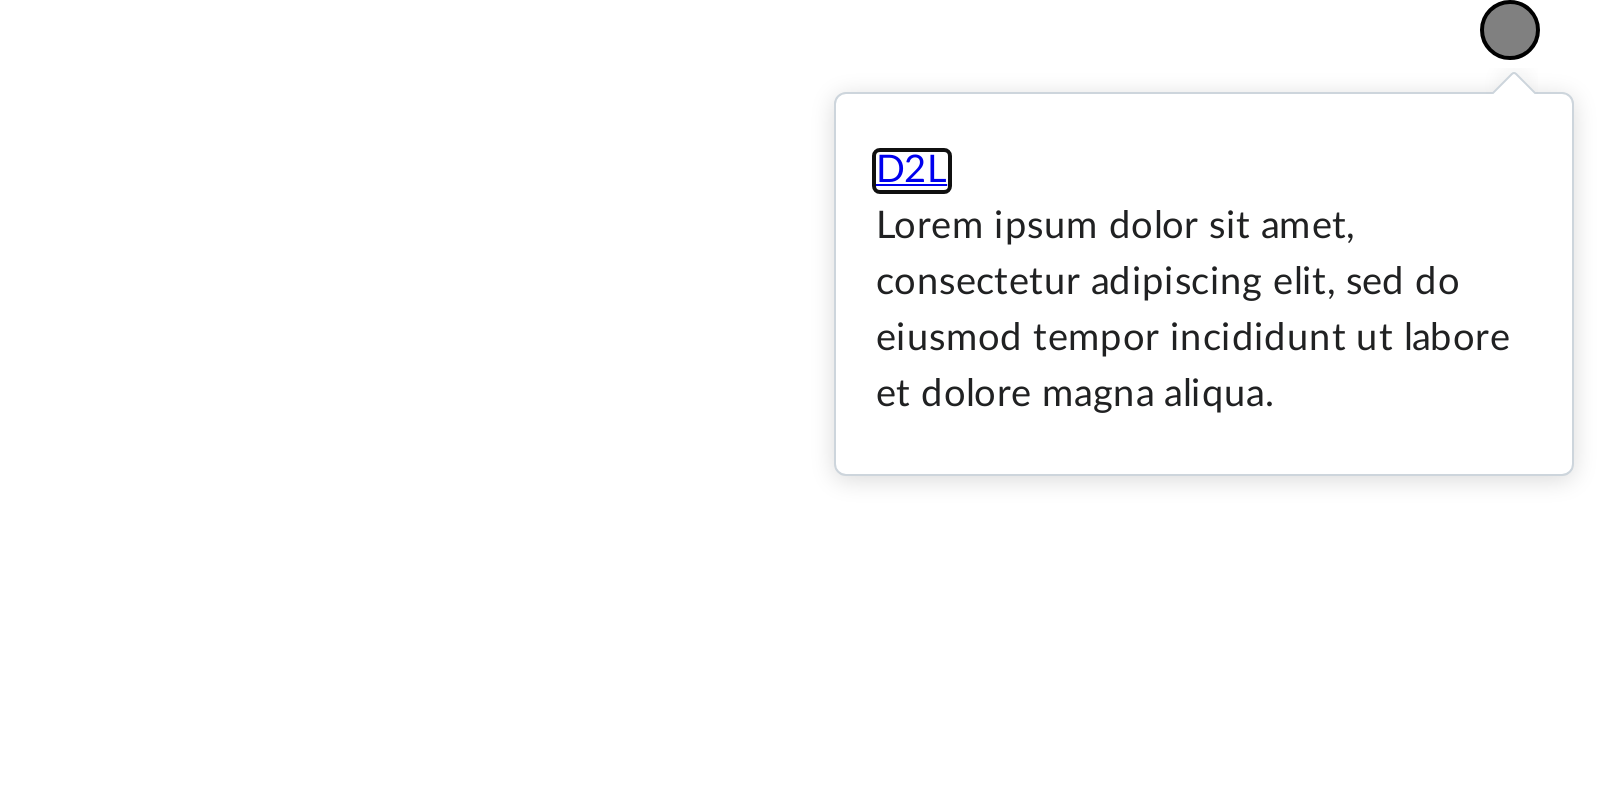 D2L
Lorem ipsum dolor sit amet,
consectetur adipiscing elit, sed do
eiusmod tempor incididunt ut labore
et dolore magna aliqua.